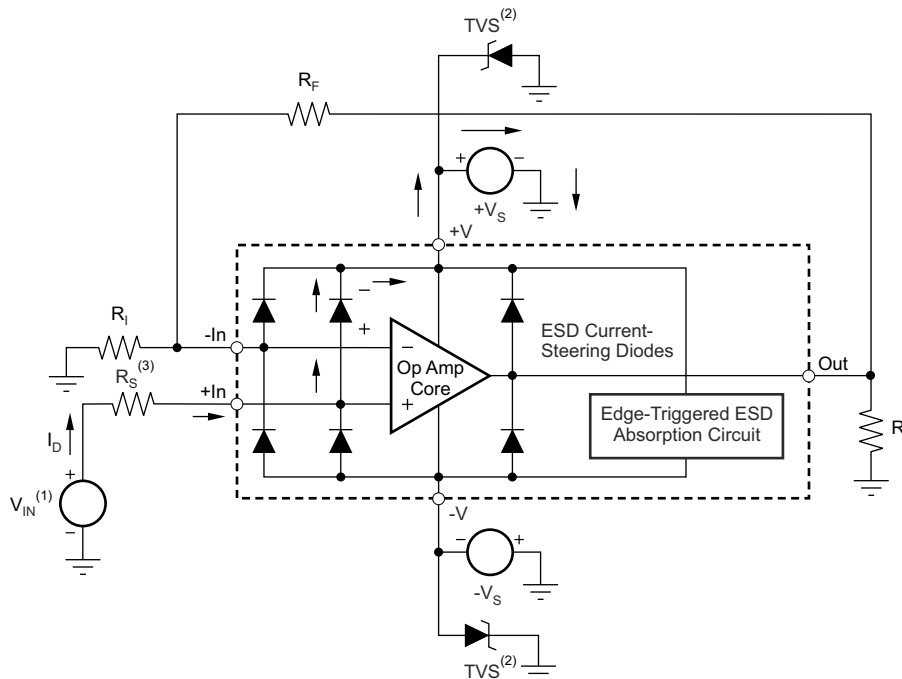 TVS(2)
RF
+ −
+VS
+V
−
+
RI
-In
−
ESD Current-
Steering Diodes
Op Amp
Core
Out
RS(3)
+In
+
Edge-Triggered ESD
Absorption Circuit
R
ID
+
VIN(1)
−
-V
− +
-VS
TVS(2)